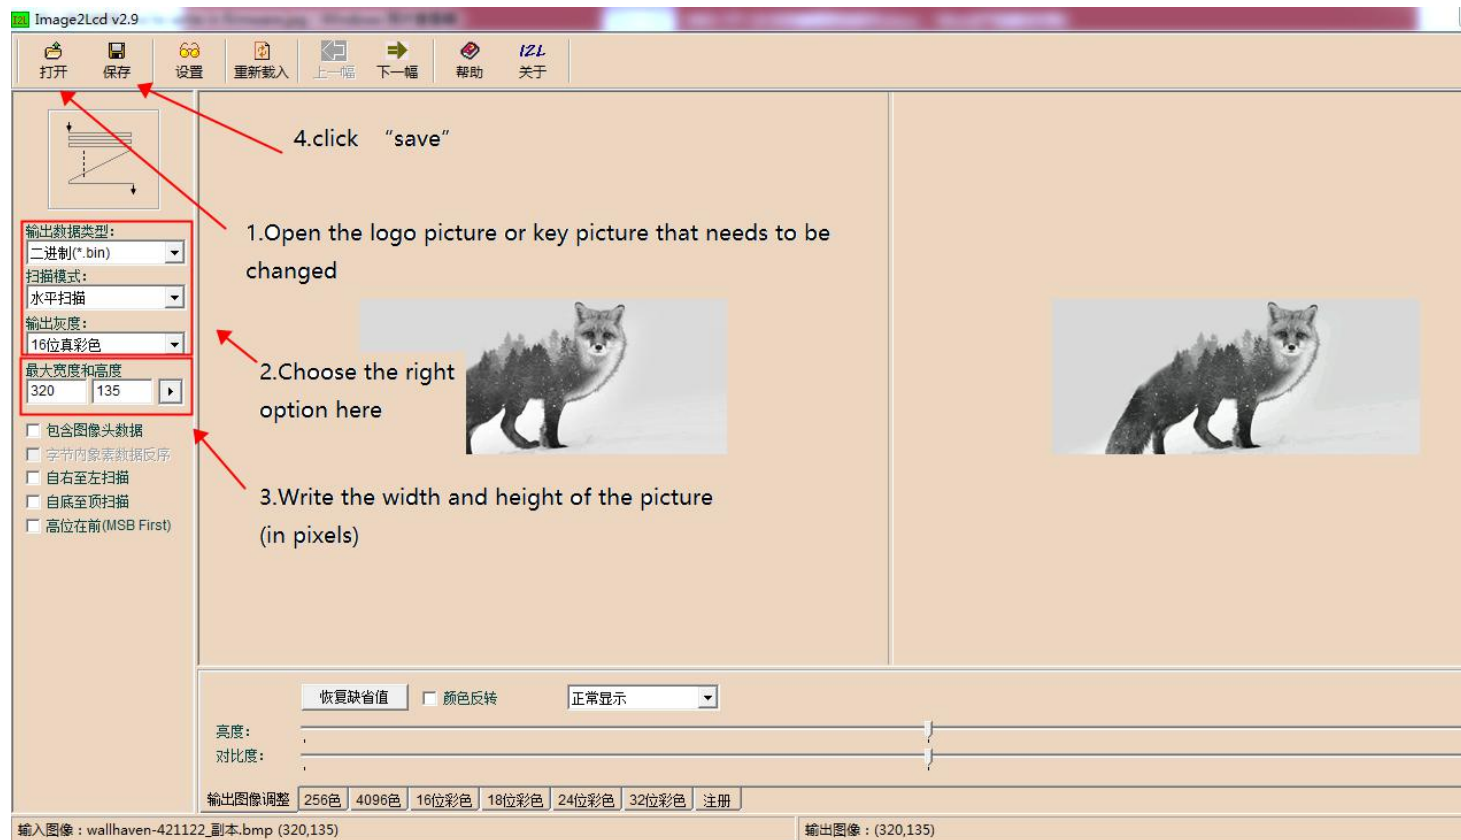 Image2Lcd v2.9
打开 保存 设置 重新载入 上一幅 下一幅 帮助 I2L 关于
4.click “save”
1.Open the logo picture or key picture that needs to be
changed
输出数据类型:
二进制(*.bin)
扫描模式:
水平扫描
输出灰度:
16位真彩色
最大宽度和高度
320 135
2.Choose the right
option here
包含图像头数据
字节内象素数据反序
自右至左扫描
自底至顶扫描
高位在前(MSB First)
3.Write the width and height of the picture
(in pixels)
恢复缺省值 颜色反转 正常显示
亮度:
对比度:
输出图像调整 256色 4096色 16位彩色 18位彩色 24位彩色 32位彩色 注册
输入图像：wallhaven-421122_副本.bmp (320,135) 输出图像：(320,135)